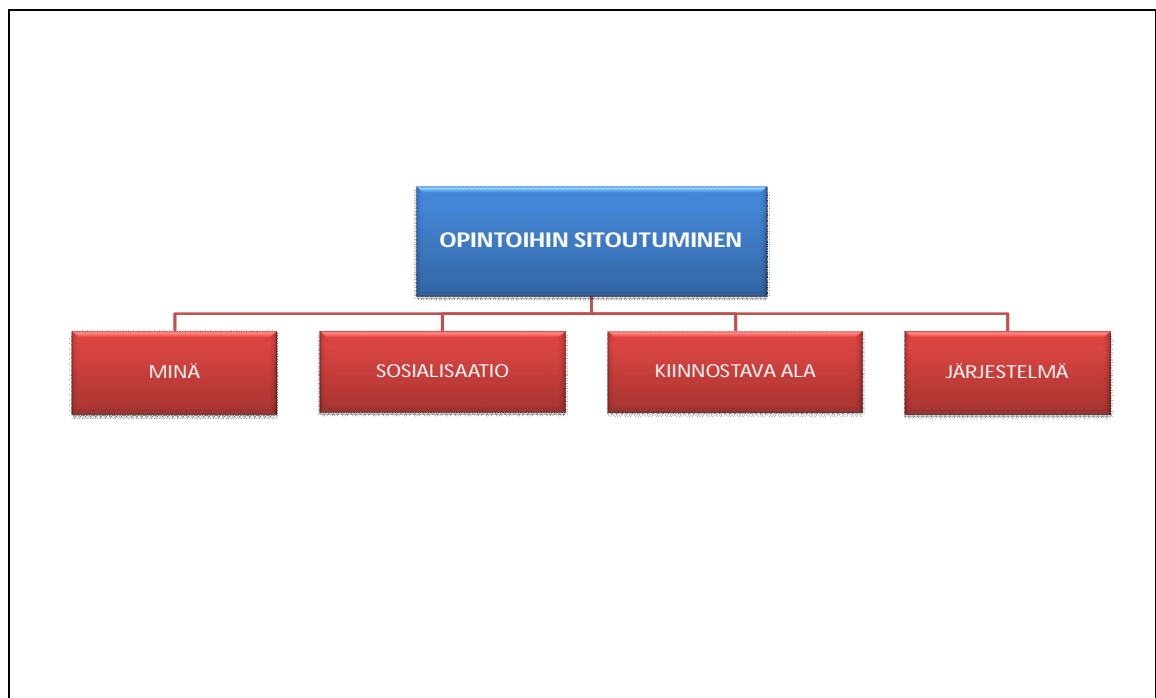 OPINTOIHIN SITOUTUMINEN
MINÄ
SOSIALISAATIO
KIINNOSTAVA ALA
JÄRJESTELMÄ